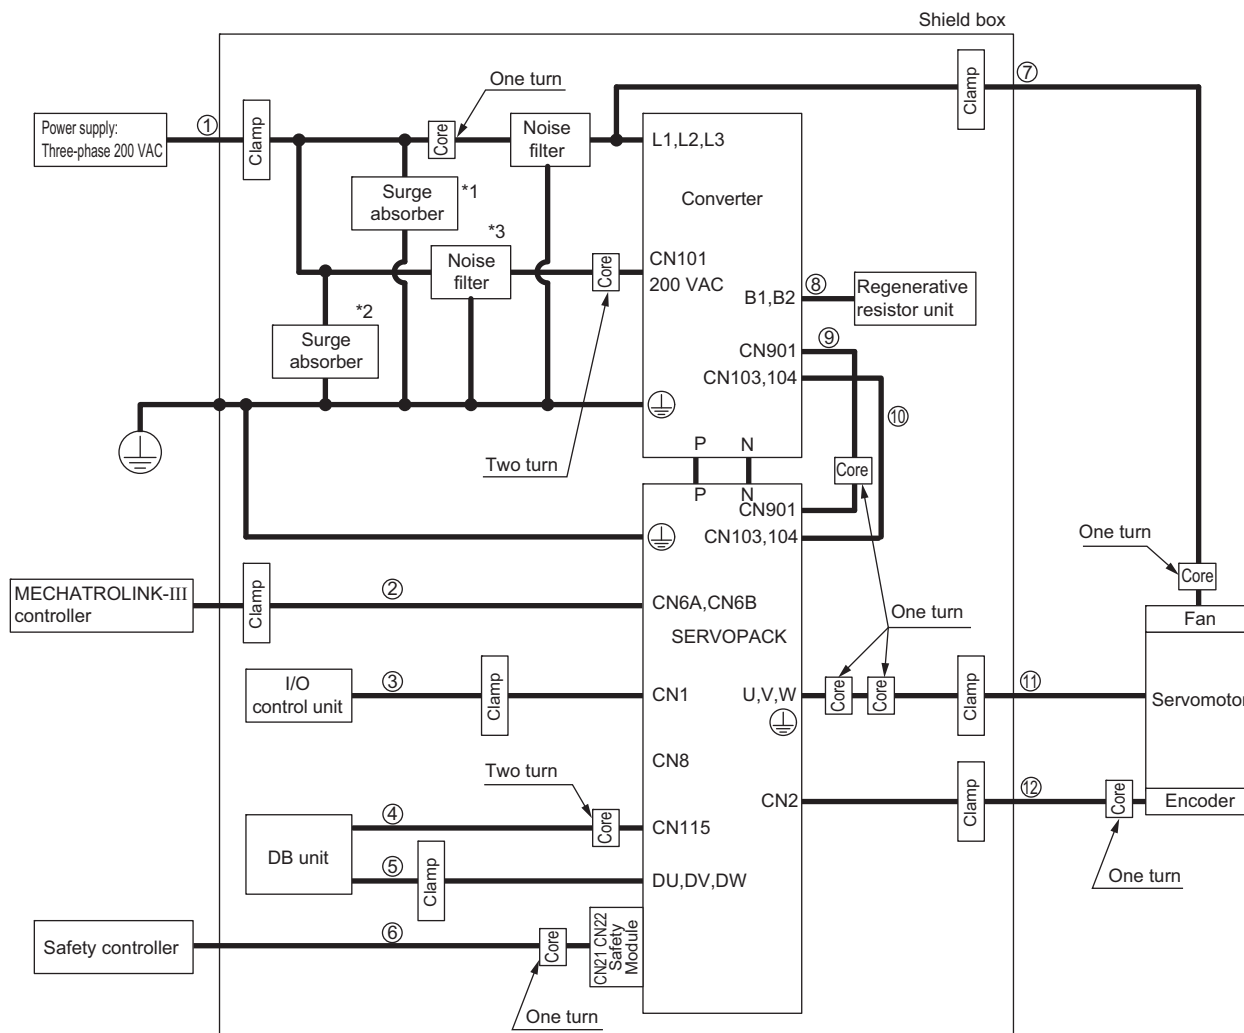 Shield box
One turn
⑦
Clamp
Power supply:
Three-phase 200 VAC
①
Clamp
Core
Noise
filter
L1,L2,L3
Surge
absorber
*1
Converter
*3
Noise
filter
Core
CN101
200 VAC
B1,B2
⑧
Regenerative
resistor unit
*2
Surge
absorber
CN901
⑨
CN103,104
⑩
Two turn
P
N
Core
P
N
CN901
CN103,104
One turn
Core
Fan
MECHATROLINK-III
controller
Clamp
②
CN6A,CN6B
SERVOPACK
One turn
I/O
control unit
③
Clamp
CN1
U,V,W
Core
Core
Clamp
⑪
Servomotor
CN8
Two turn
CN2
Clamp
⑫
Core
Encoder
DB unit
④
Core
CN115
⑤
Clamp
DU,DV,DW
One turn
Safety controller
⑥
Core
CN21 CN22
Safety
Module
One turn